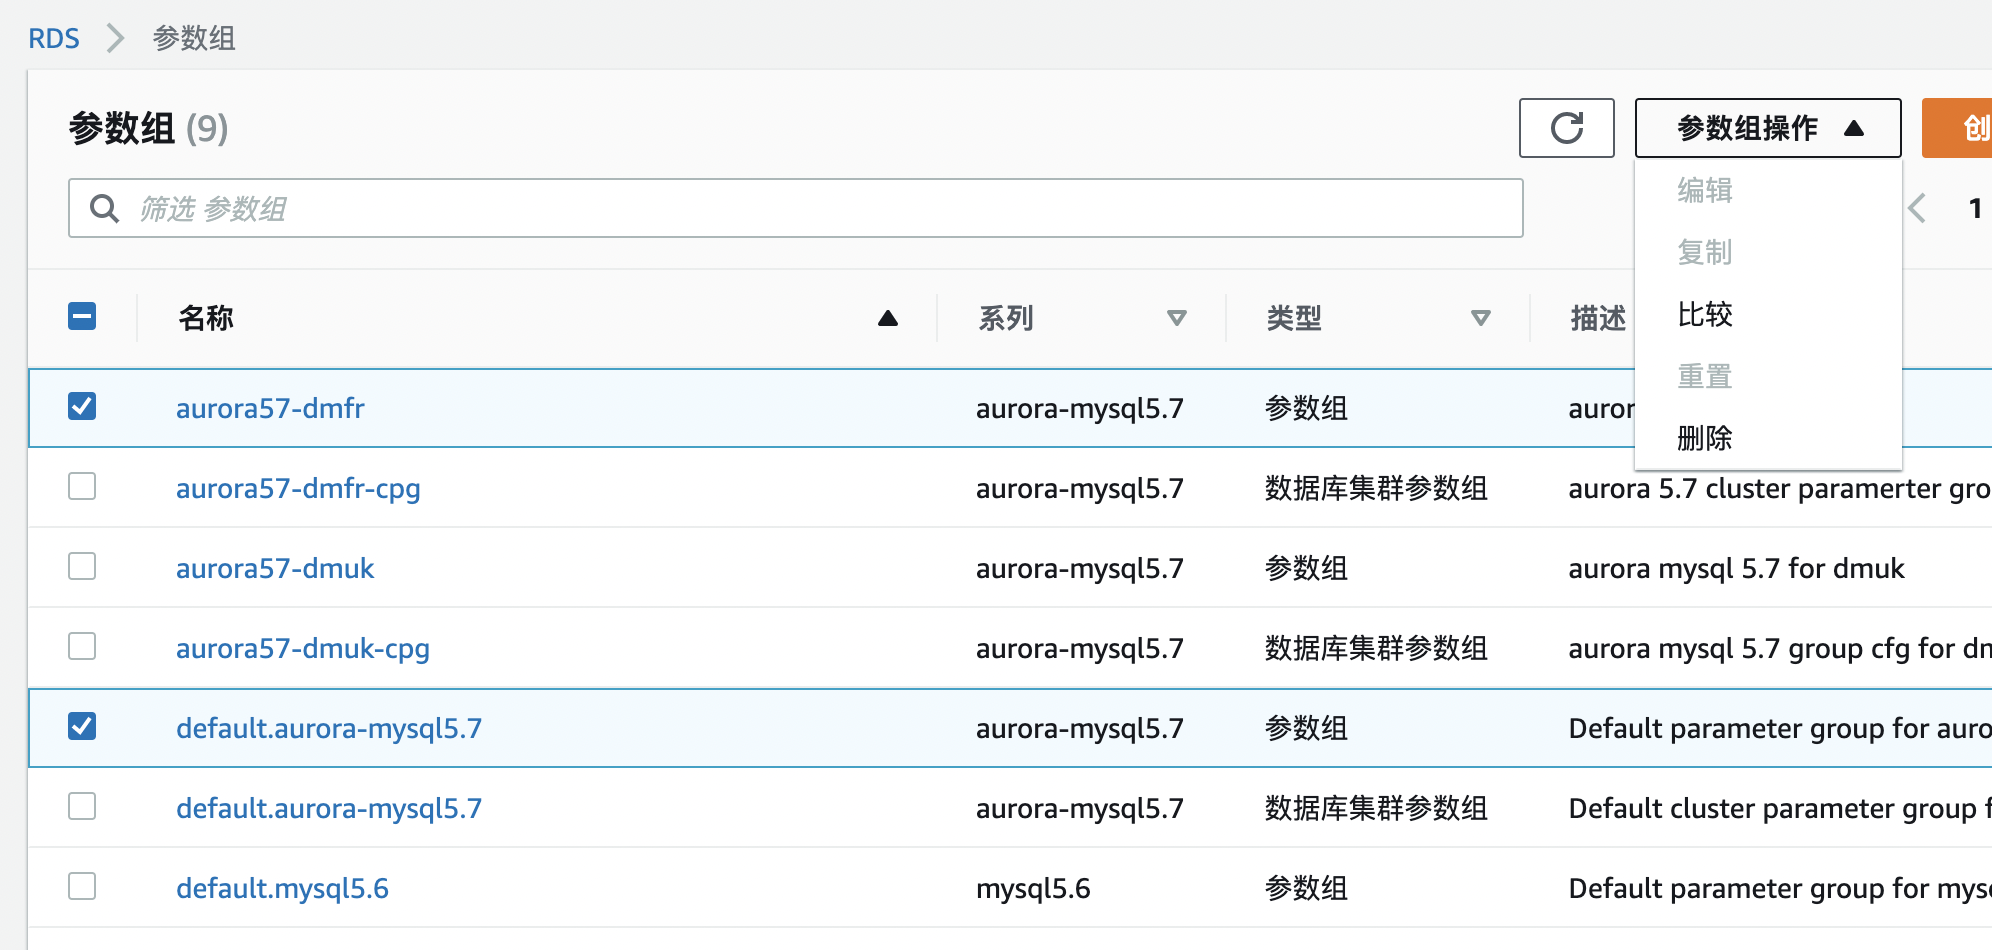 RDS 参数组
参数组 (9)
参数组操作
创
筛选 参数组
编辑
复制
比较
重置
删除
1
名称 系列 类型 描述
aurora57-dmfr aurora-mysql5.7 参数组
aurora57-dmfr-cpg aurora-mysql5.7 数据库集群参数组 aurora 5.7 cluster paramerter gro
aurora57-dmuk aurora-mysql5.7 参数组 aurora mysql 5.7 for dmuk
aurora57-dmuk-cpg aurora-mysql5.7 数据库集群参数组 aurora mysql 5.7 group cfg for dm
default.aurora-mysql5.7 aurora-mysql5.7 参数组 Default parameter group for auro
default.aurora-mysql5.7 aurora-mysql5.7 数据库集群参数组 Default cluster parameter group f
default.mysql5.6 mysql5.6 参数组 Default parameter group for mys